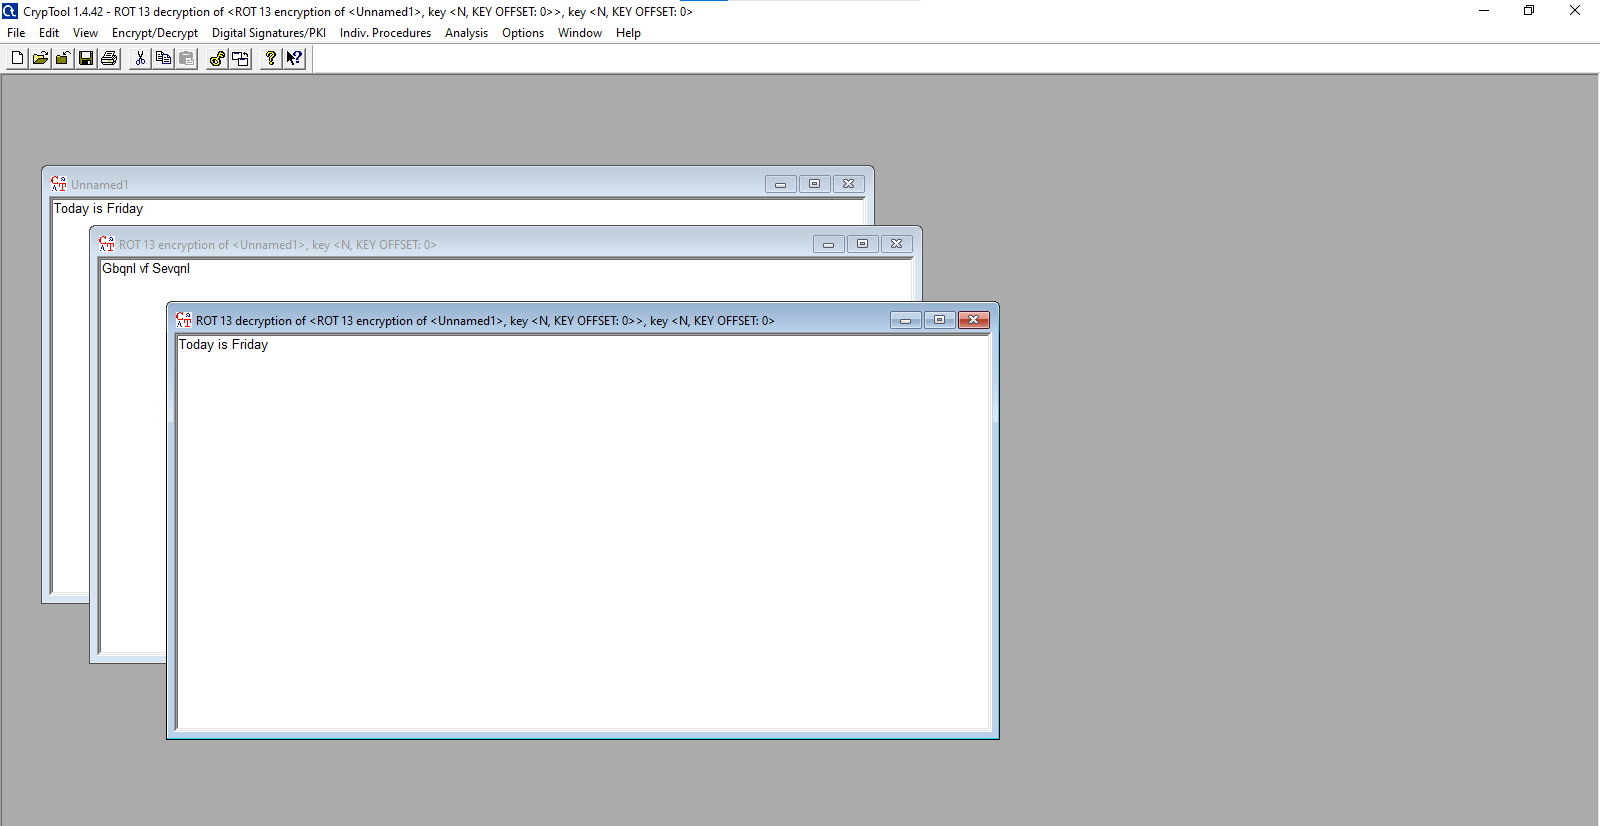 CrypTool 1.4.42 - ROT 13 decryption of <ROT 13 encryption of <Unnamed1>, key <N, KEY OFFSET: 0>>, key <N, KEY OFFSET: 0>
File Edit View Encrypt/Decrypt Digital Signatures/PKI Indiv. Procedures Analysis Options Window Help
Unnamed1
Today is Friday
ROT 13 encryption of <Unnamed1>, key <N, KEY OFFSET: 0>
Gbqnl vf Sevqnl
ROT 13 decryption of <ROT 13 encryption of <Unnamed1>, key <N, KEY OFFSET: 0>>, key <N, KEY OFFSET: 0>
Today is Friday